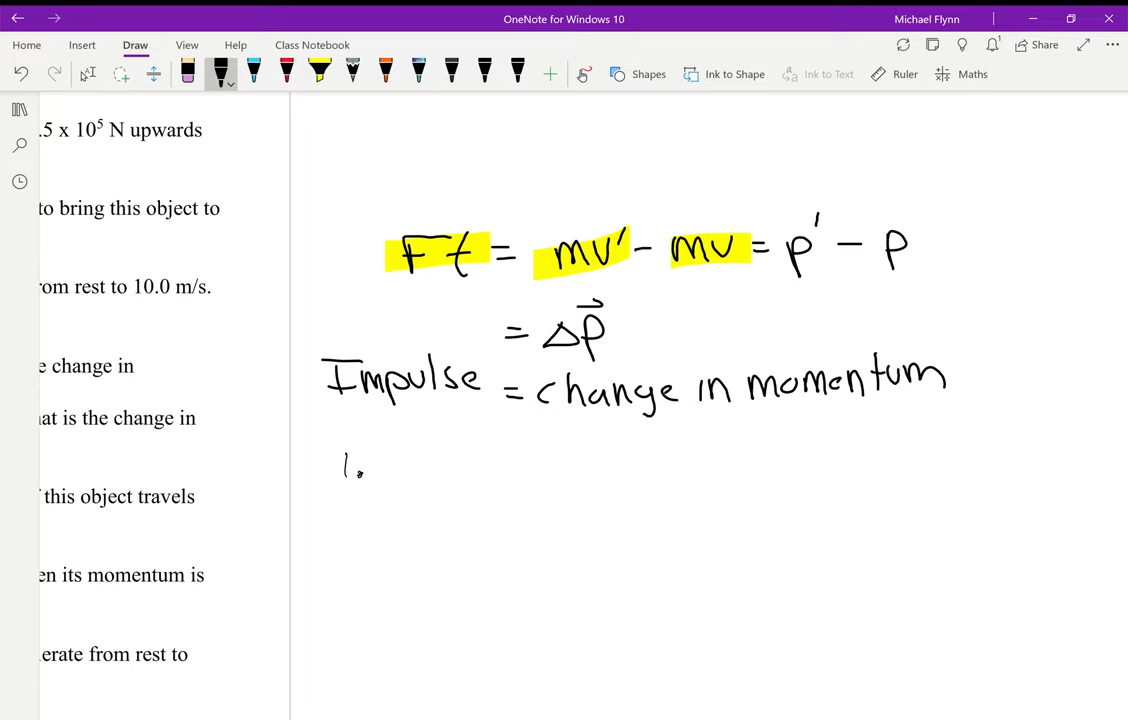 OneNote for Windows 10
Michael Flynn
Home Insert Draw View Help Class Notebook
Share
Shapes Ink to Shape Ink to Text Ruler Maths
.5 x 10⁵ N upwards
to bring this object to
rom rest to 10.0 m/s.
e change in
at is the change in
this object travels
en its momentum is
erate from rest to
Ft = mv' - mv = p' - p
= Δp⃗
Impulse = change in momentum
1.